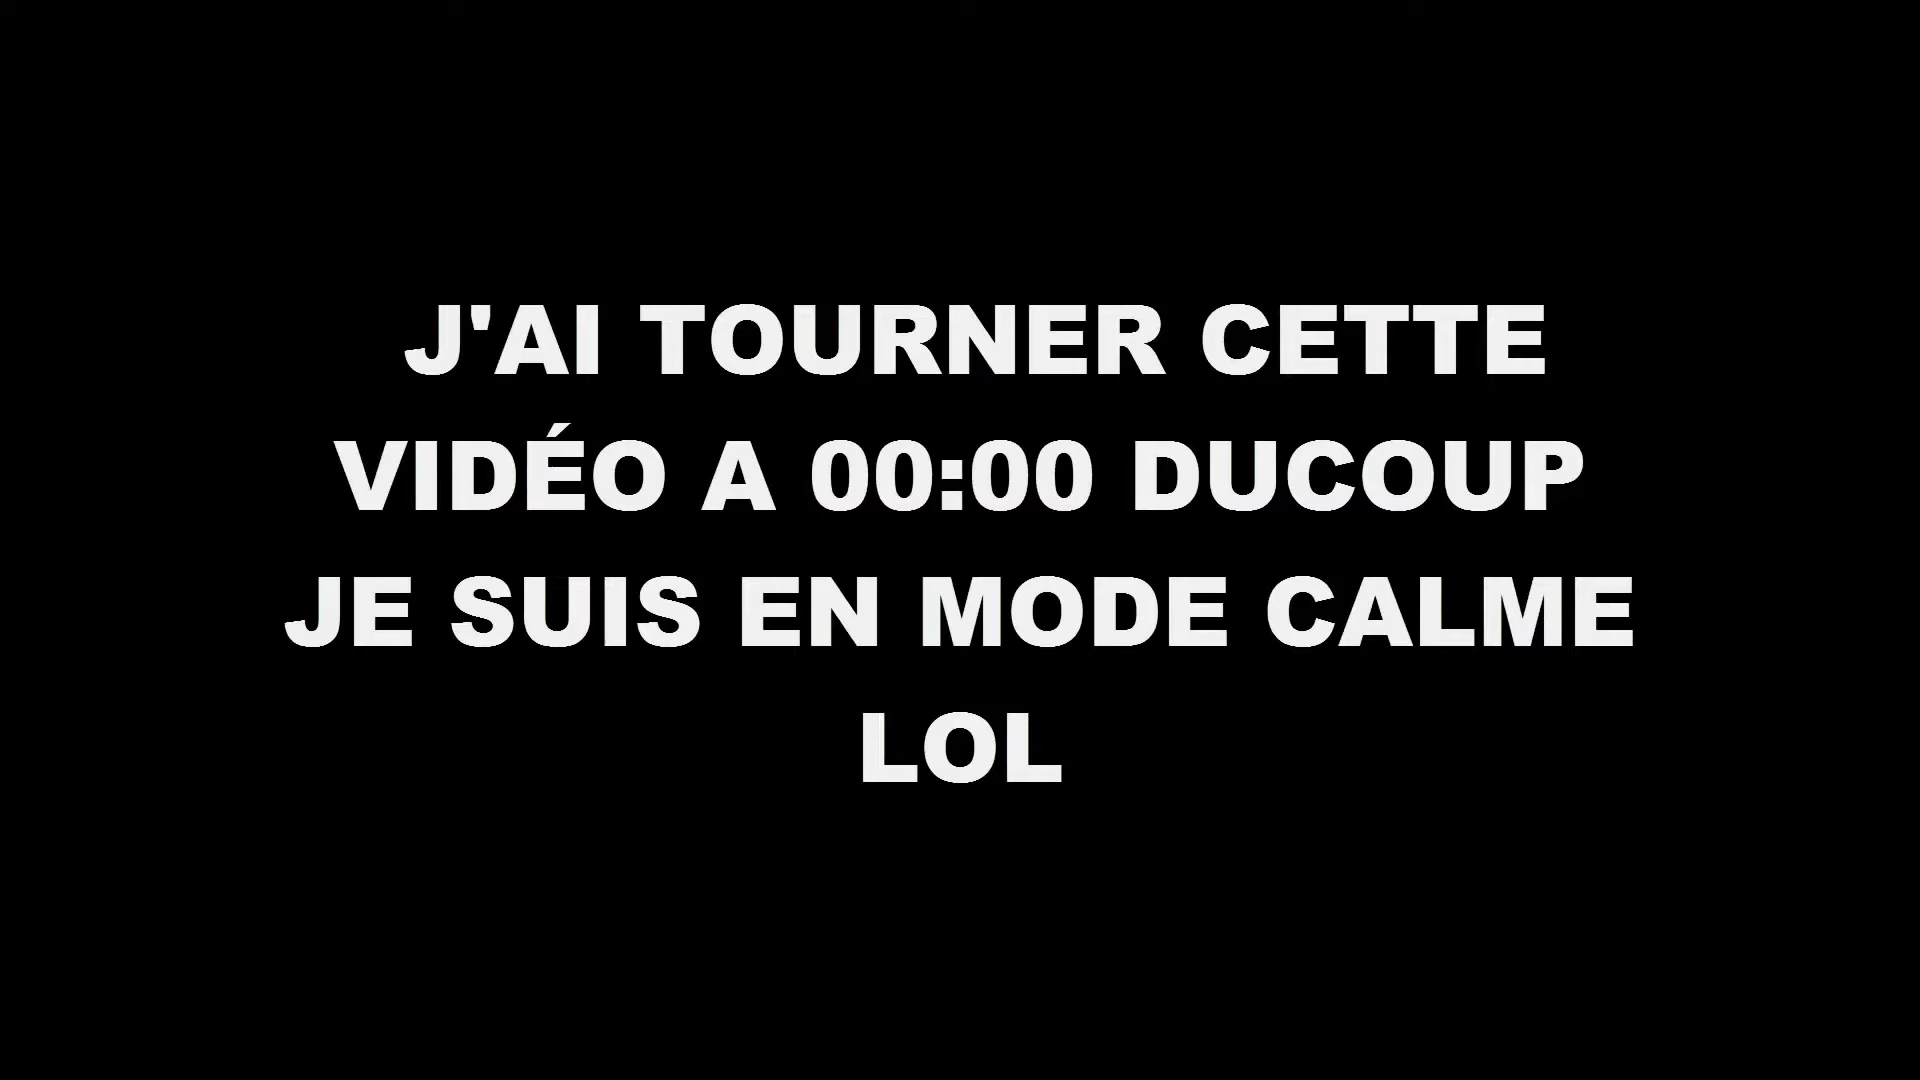 J'AI TOURNER CETTE
VIDÉO A 00:00 DUCOUP
JE SUIS EN MODE CALME
LOL